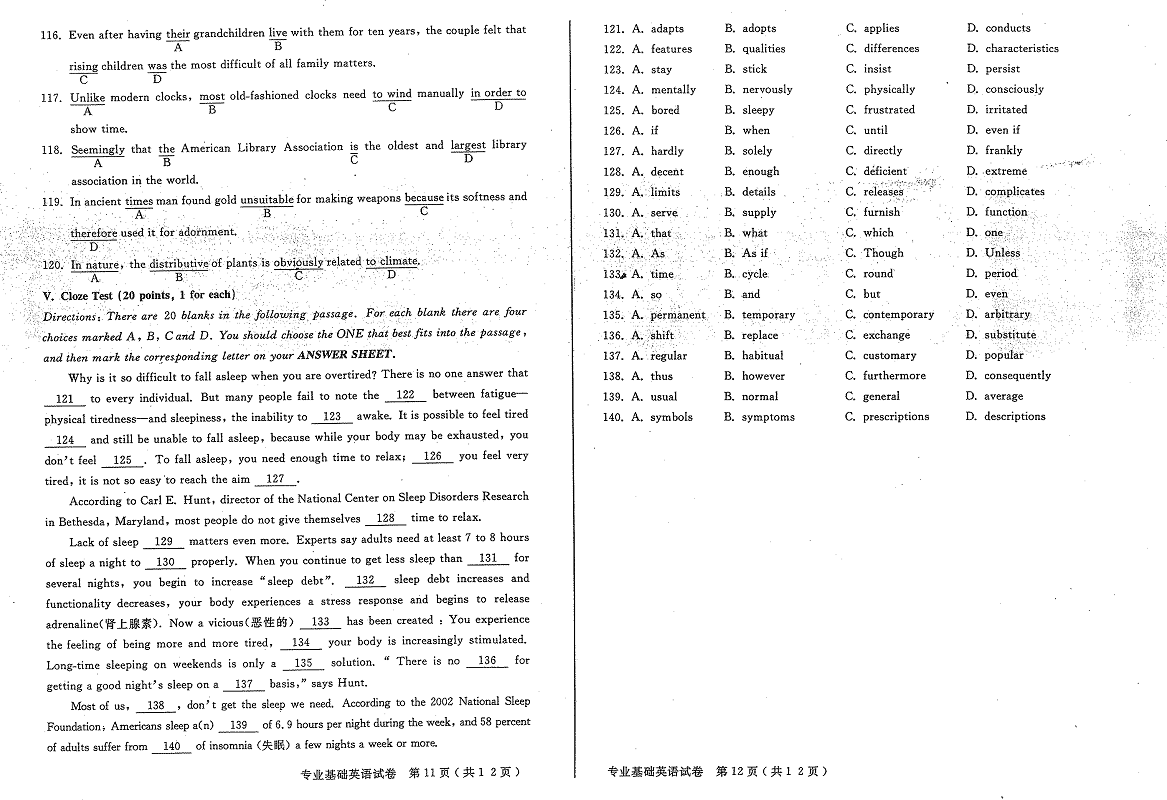 116. Even after having their grandchildren live with them for ten years, the couple felt that
A B
rising children was the most difficult of all family matters.
C D
117. Unlike modern clocks, most old-fashioned clocks need to wind manually in order to
A B C D
show time.
118. Seemingly that the American Library Association is the oldest and largest library
A B C D
association in the world.
119. In ancient times man found gold unsuitable for making weapons because its softness and
A B C
therefore used it for adornment.
D
120. In nature, the distributive of plants is obviously related to climate.
A B C D
V. Cloze Test (20 points, 1 for each)
Directions: There are 20 blanks in the following passage. For each blank there are four
choices marked A, B, C and D. You should choose the ONE that best fits into the passage,
and then mark the corresponding letter on your ANSWER SHEET.
Why is it so difficult to fall asleep when you are overtired? There is no one answer that
121 to every individual. But many people fail to note the 122 between fatigue—
physical tiredness—and sleepiness, the inability to 123 awake. It is possible to feel tired
124 and still be unable to fall asleep, because while your body may be exhausted, you
don't feel 125 . To fall asleep, you need enough time to relax; 126 you feel very
tired, it is not so easy to reach the aim 127 .
According to Carl E. Hunt, director of the National Center on Sleep Disorders Research
in Bethesda, Maryland, most people do not give themselves 128 time to relax.
Lack of sleep 129 matters even more. Experts say adults need at least 7 to 8 hours
of sleep a night to 130 properly. When you continue to get less sleep than 131 for
several nights, you begin to increase "sleep debt". 132 sleep debt increases and
functionality decreases, your body experiences a stress response and begins to release
adrenaline(肾上腺素). Now a vicious(恶性的) 133 has been created : You experience
the feeling of being more and more tired, 134 your body is increasingly stimulated.
Long-time sleeping on weekends is only a 135 solution. " There is no 136 for
getting a good night's sleep on a 137 basis," says Hunt.
Most of us, 138 , don't get the sleep we need. According to the 2002 National Sleep
Foundation; Americans sleep a(n) 139 of 6.9 hours per night during the week, and 58 percent
of adults suffer from 140 of insomnia (失眠) a few nights a week or more.
专业基础英语试卷 第11页(共12页)
121. A. adapts B. adopts C. applies D. conducts
122. A. features B. qualities C. differences D. characteristics
123. A. stay B. stick C. insist D. persist
124. A. mentally B. nervously C. physically D. consciously
125. A. bored B. sleepy C. frustrated D. irritated
126. A. if B. when C. until D. even if
127. A. hardly B. solely C. directly D. frankly
128. A. decent B. enough C. deficient D. extreme
129. A. limits B. details C. releases D. complicates
130. A. serve B. supply C. furnish D. function
131. A. that B. what C. which D. one
132. A. As B. As if C. Though D. Unless
133. A. time B. cycle C. round D. period
134. A. so B. and C. but D. even
135. A. permanent B. temporary C. contemporary D. arbitrary
136. A. shift B. replace C. exchange D. substitute
137. A. regular B. habitual C. customary D. popular
138. A. thus B. however C. furthermore D. consequently
139. A. usual B. normal C. general D. average
140. A. symbols B. symptoms C. prescriptions D. descriptions
专业基础英语试卷 第12页(共12页)